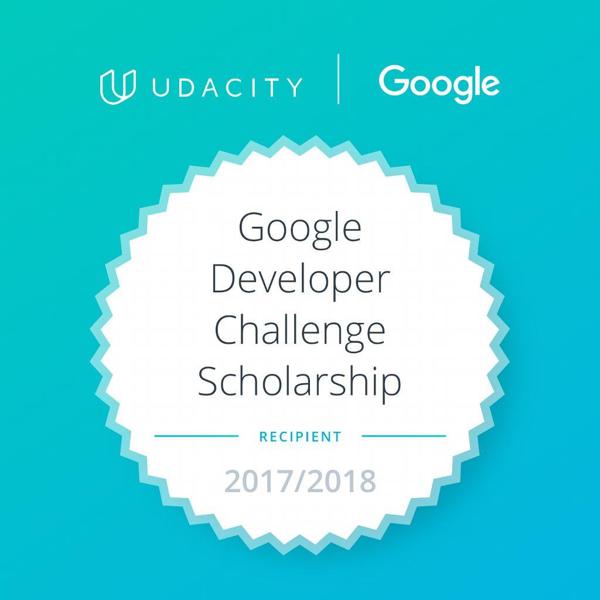 UDACITY | Google
Google
Developer
Challenge
Scholarship
RECIPIENT
2017/2018